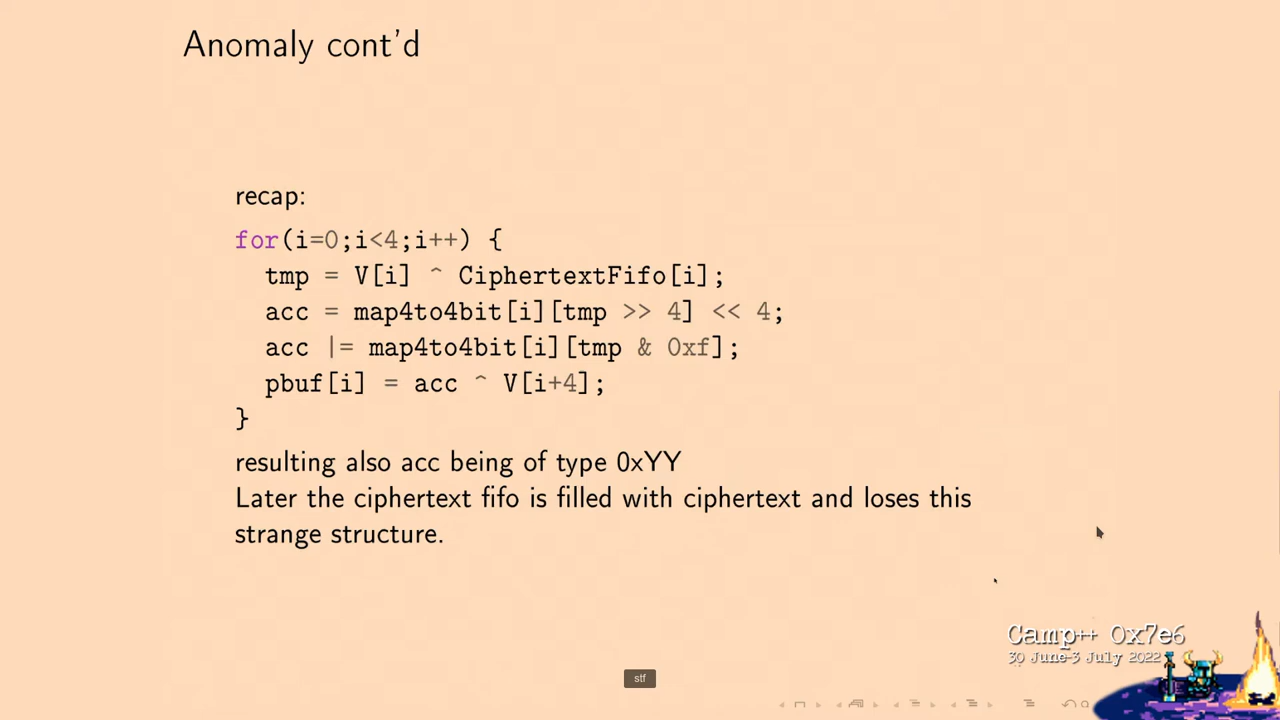 Anomaly cont'd
recap:
for(i=0;i<4;i++) {
tmp = V[i] ^ CiphertextFifo[i];
acc = map4to4bit[i][tmp >> 4] << 4;
acc |= map4to4bit[i][tmp & 0xf];
pbuf[i] = acc ^ V[i+4];
}
resulting also acc being of type 0xYY
Later the ciphertext fifo is filled with ciphertext and loses this
strange structure.
Camp++ 0x7e6
30 June-3 July 2022
stf